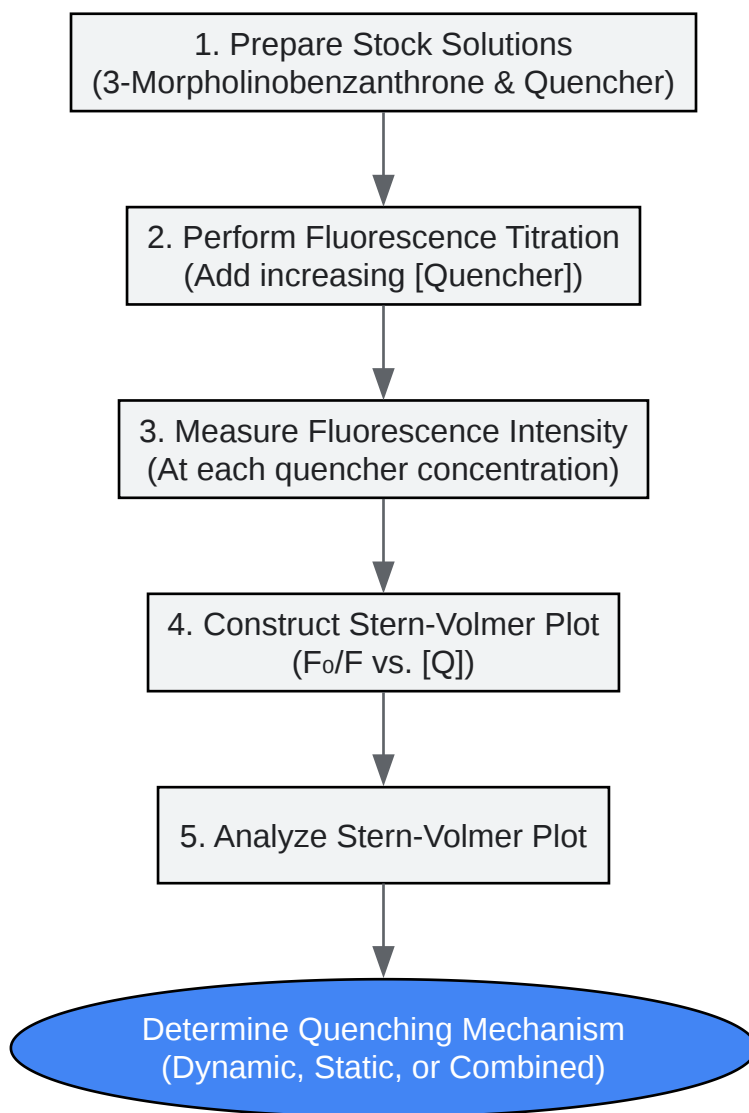 1. Prepare Stock Solutions
(3-Morpholinobenzanthrone & Quencher)
2. Perform Fluorescence Titration
(Add increasing [Quencher])
3. Measure Fluorescence Intensity
(At each quencher concentration)
4. Construct Stern-Volmer Plot
(F₀/F vs. [Q])
5. Analyze Stern-Volmer Plot
Determine Quenching Mechanism
(Dynamic, Static, or Combined)